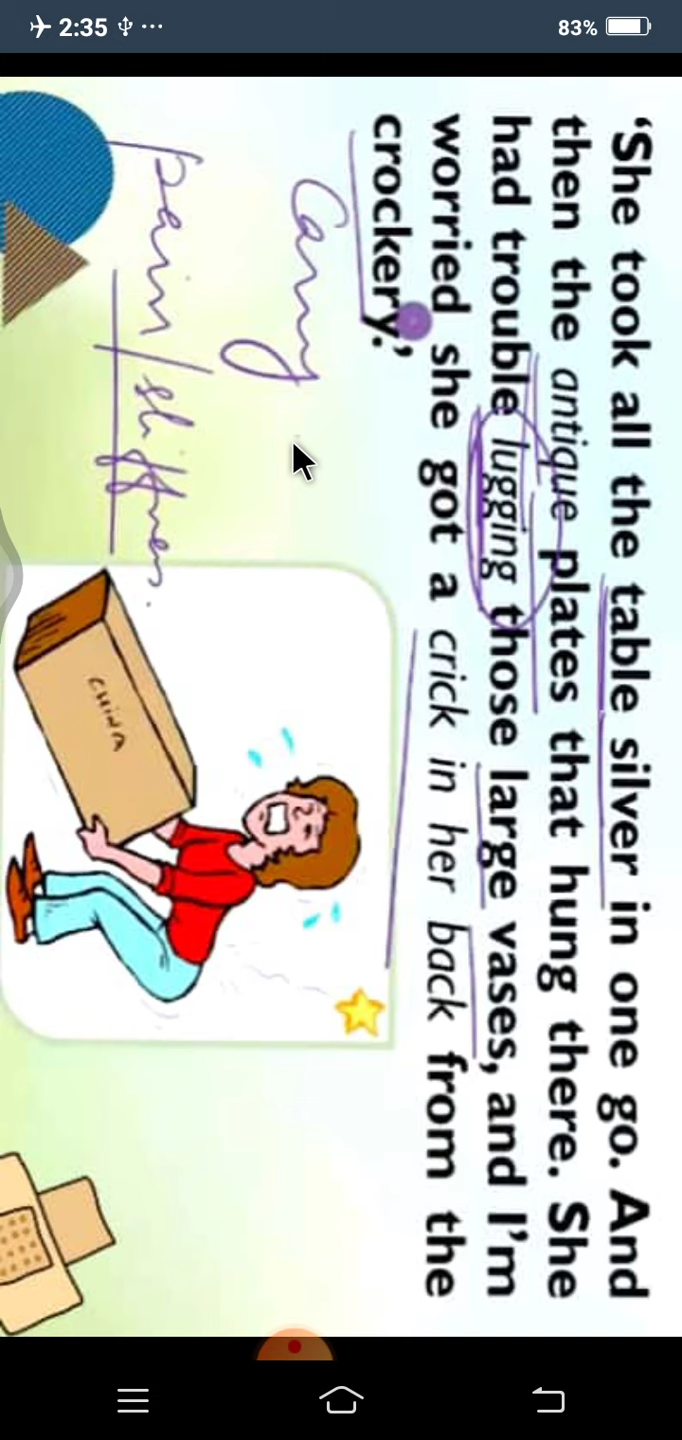 2:35
83%
‘She took all the table silver in one go. And
then the antique plates that hung there. She
had trouble lugging those large vases, and I’m
worried she got a crick in her back from the
crockery.’
Carry
pain/stiffness.
CHINA